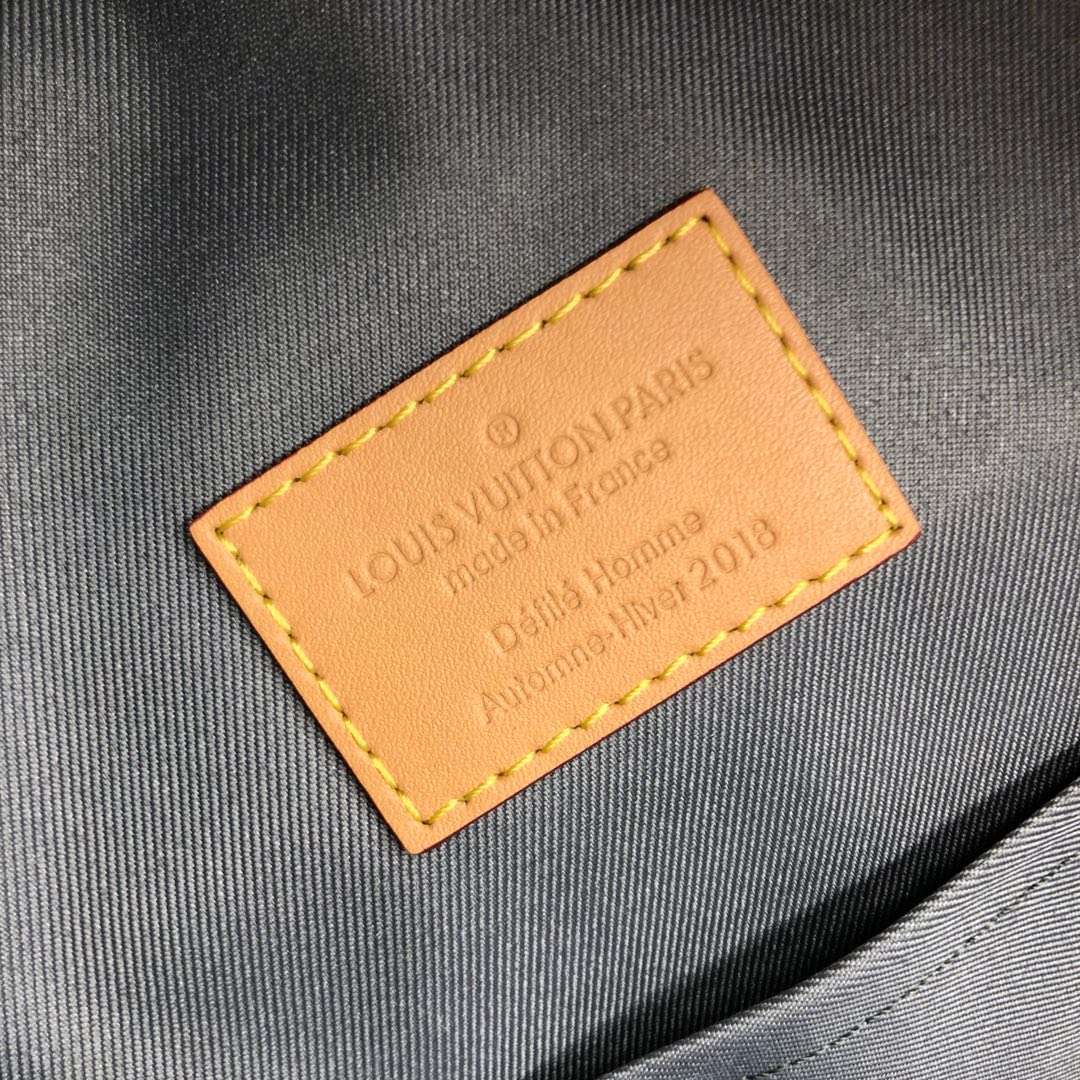 ®
LOUIS VUITTON PARIS
made in France
Défilé Homme
Automne-Hiver 2018